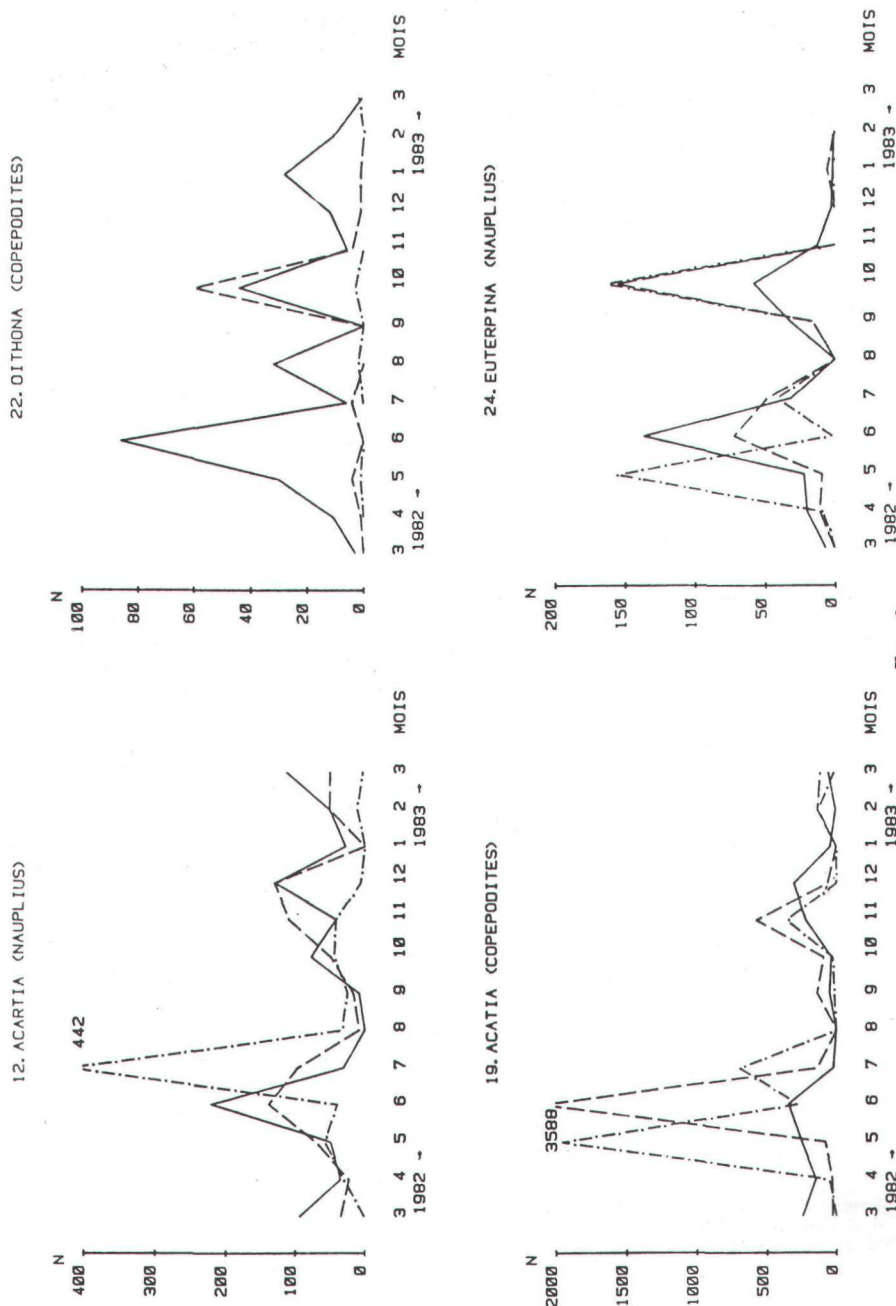 12. ACARTIA (NAUPLIUS)
N
400
300
200
100
0
442
3 4 5 6 7 8 9 10 11 12 1 2 3 MOIS
1982 → 1983 →
22. OITHONA (COPEPODITES)
N
100
80
60
40
20
0
3 4 5 6 7 8 9 10 11 12 1 2 3 MOIS
1982 → 1983 →
19. ACATIA (COPEPODITES)
N
2000
1500
1000
500
0
3588
3 4 5 6 7 8 9 10 11 12 1 2 3 MOIS
1982 → 1983 →
24. EUTERPINA (NAUPLIUS)
N
200
150
100
50
0
3 4 5 6 7 8 9 10 11 12 1 2 3 MOIS
1982 → 1983 →